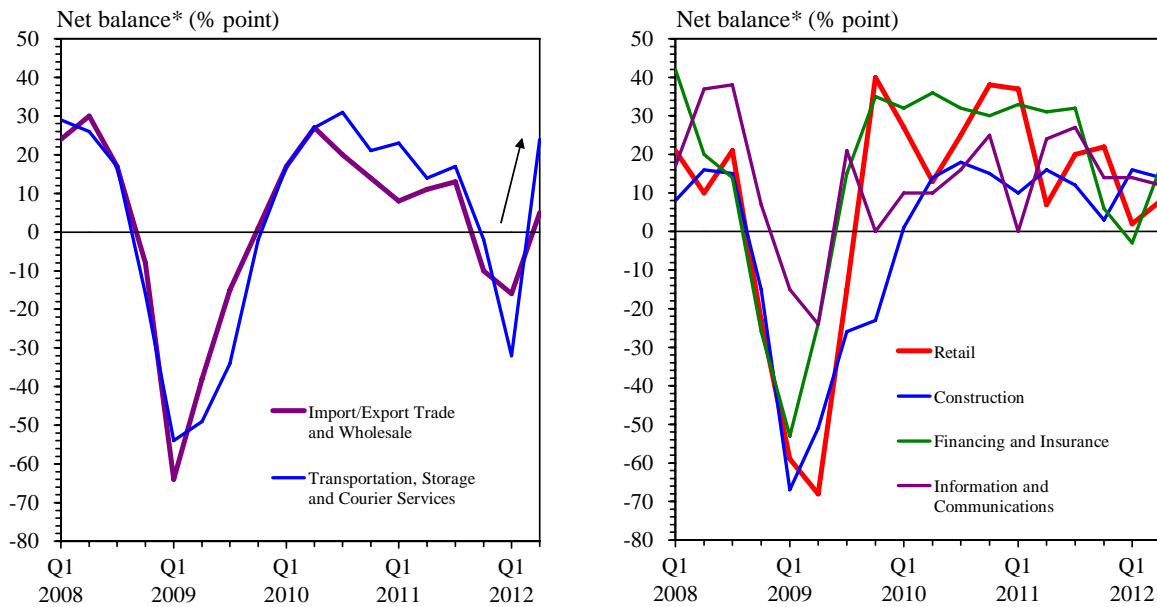 Net balance* (% point)
50
40
30
20
10
0
-10
-20
-30
-40
-50
-60
-70
-80
Import/Export Trade
and Wholesale
Transportation, Storage
and Courier Services
Q1 Q1 Q1 Q1 Q1
2008 2009 2010 2011 2012
Net balance* (% point)
50
40
30
20
10
0
-10
-20
-30
-40
-50
-60
-70
-80
Retail
Construction
Financing and Insurance
Information and
Communications
Q1 Q1 Q1 Q1 Q1
2008 2009 2010 2011 2012